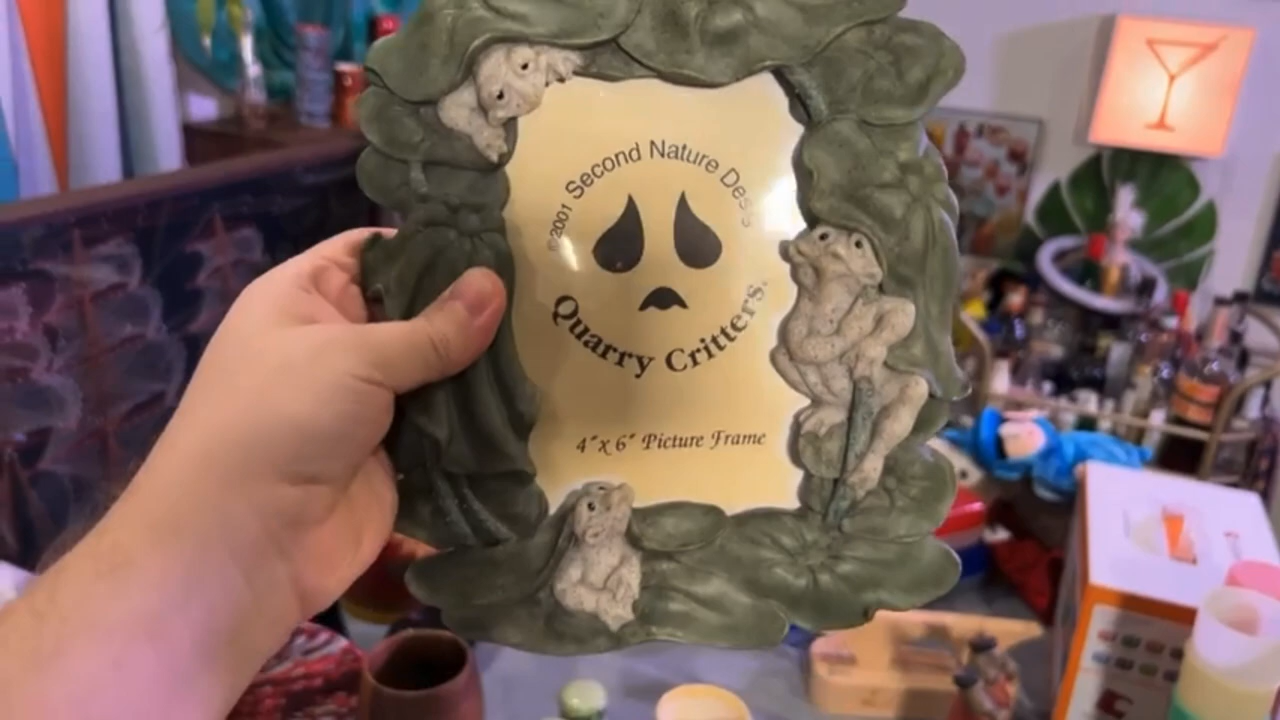 ©2001 Second Nature Des
Quarry Critters.
4"x 6" Picture Frame